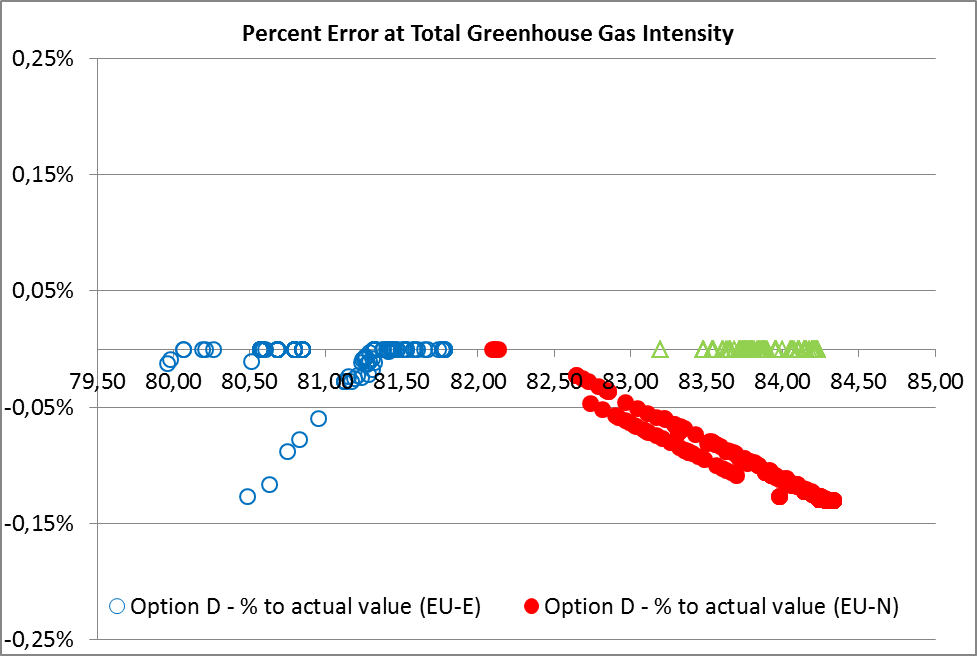 Percent Error at Total Greenhouse Gas Intensity
0,25%
0,15%
0,05%
79,50 80,00 80,50 81,00 81,50 82,00 82,50 83,00 83,50 84,00 84,50 85,00
-0,05%
-0,15%
Option D - % to actual value (EU-E) Option D - % to actual value (EU-N)
-0,25%